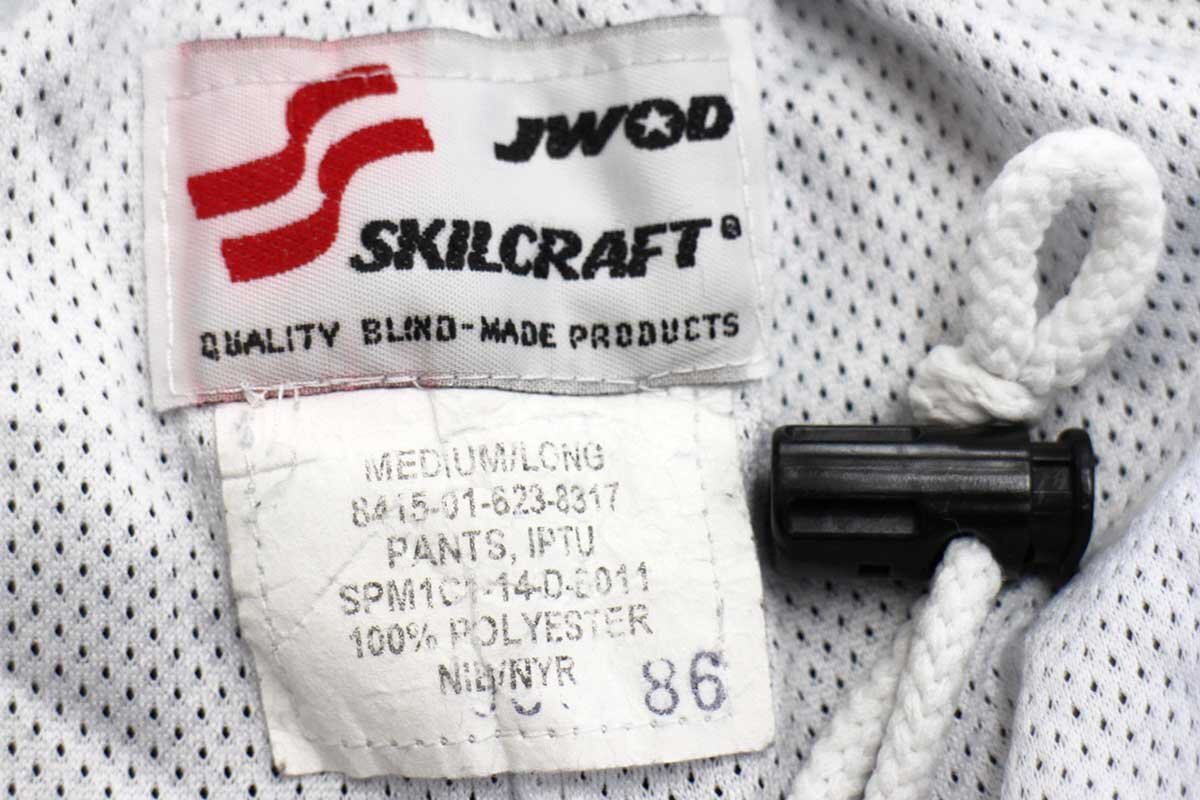 JWOD
SKILCRAFT®
QUALITY BLIND-MADE PRODUCTS
MEDIUM/LONG
8415-01-623-8317
PANTS, IPTU
100% POLYESTER
NIB/NYR
86